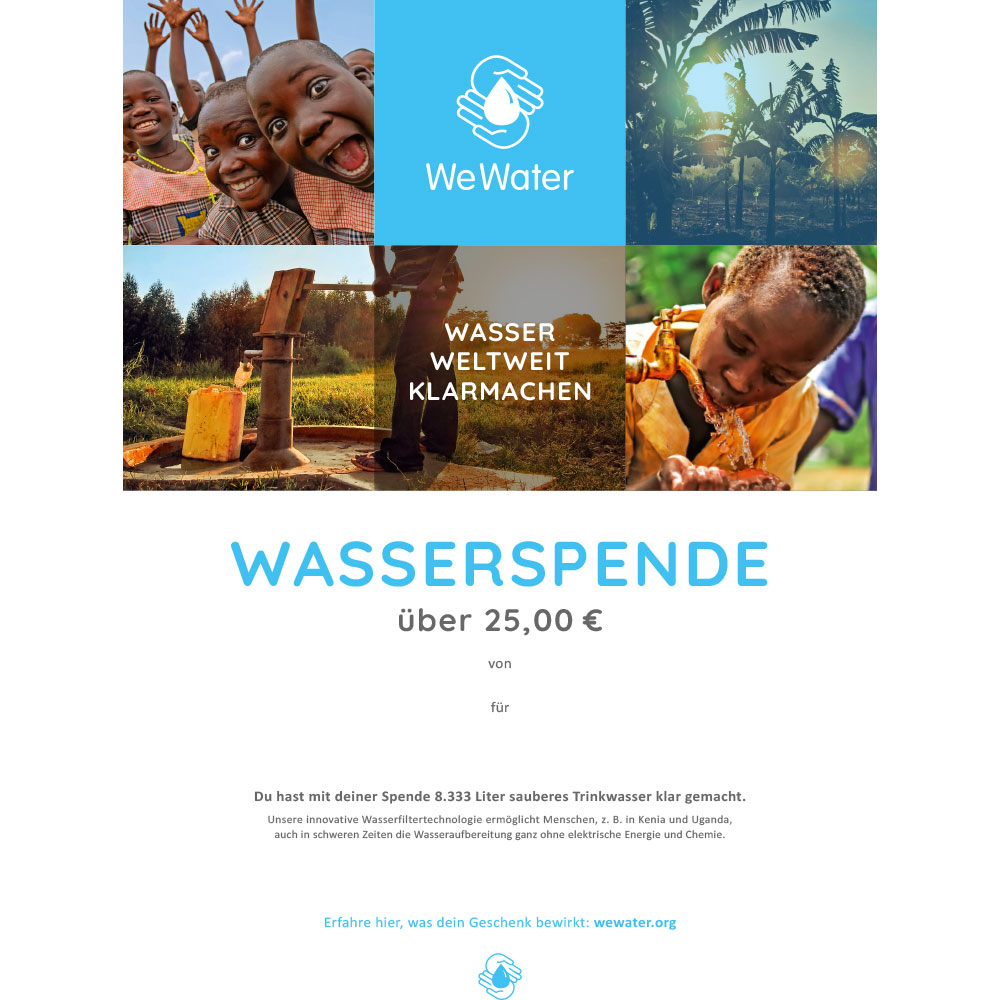 WeWater
WASSER
WELTWEIT
KLARMACHEN
WASSERSPENDE
über 25,00 €
von
für
Du hast mit deiner Spende 8.333 Liter sauberes Trinkwasser klar gemacht.
Unsere innovative Wasserfiltertechnologie ermöglicht Menschen, z. B. in Kenia und Uganda,
auch in schweren Zeiten die Wasseraufbereitung ganz ohne elektrische Energie und Chemie.
Erfahre hier, was dein Geschenk bewirkt: wewater.org